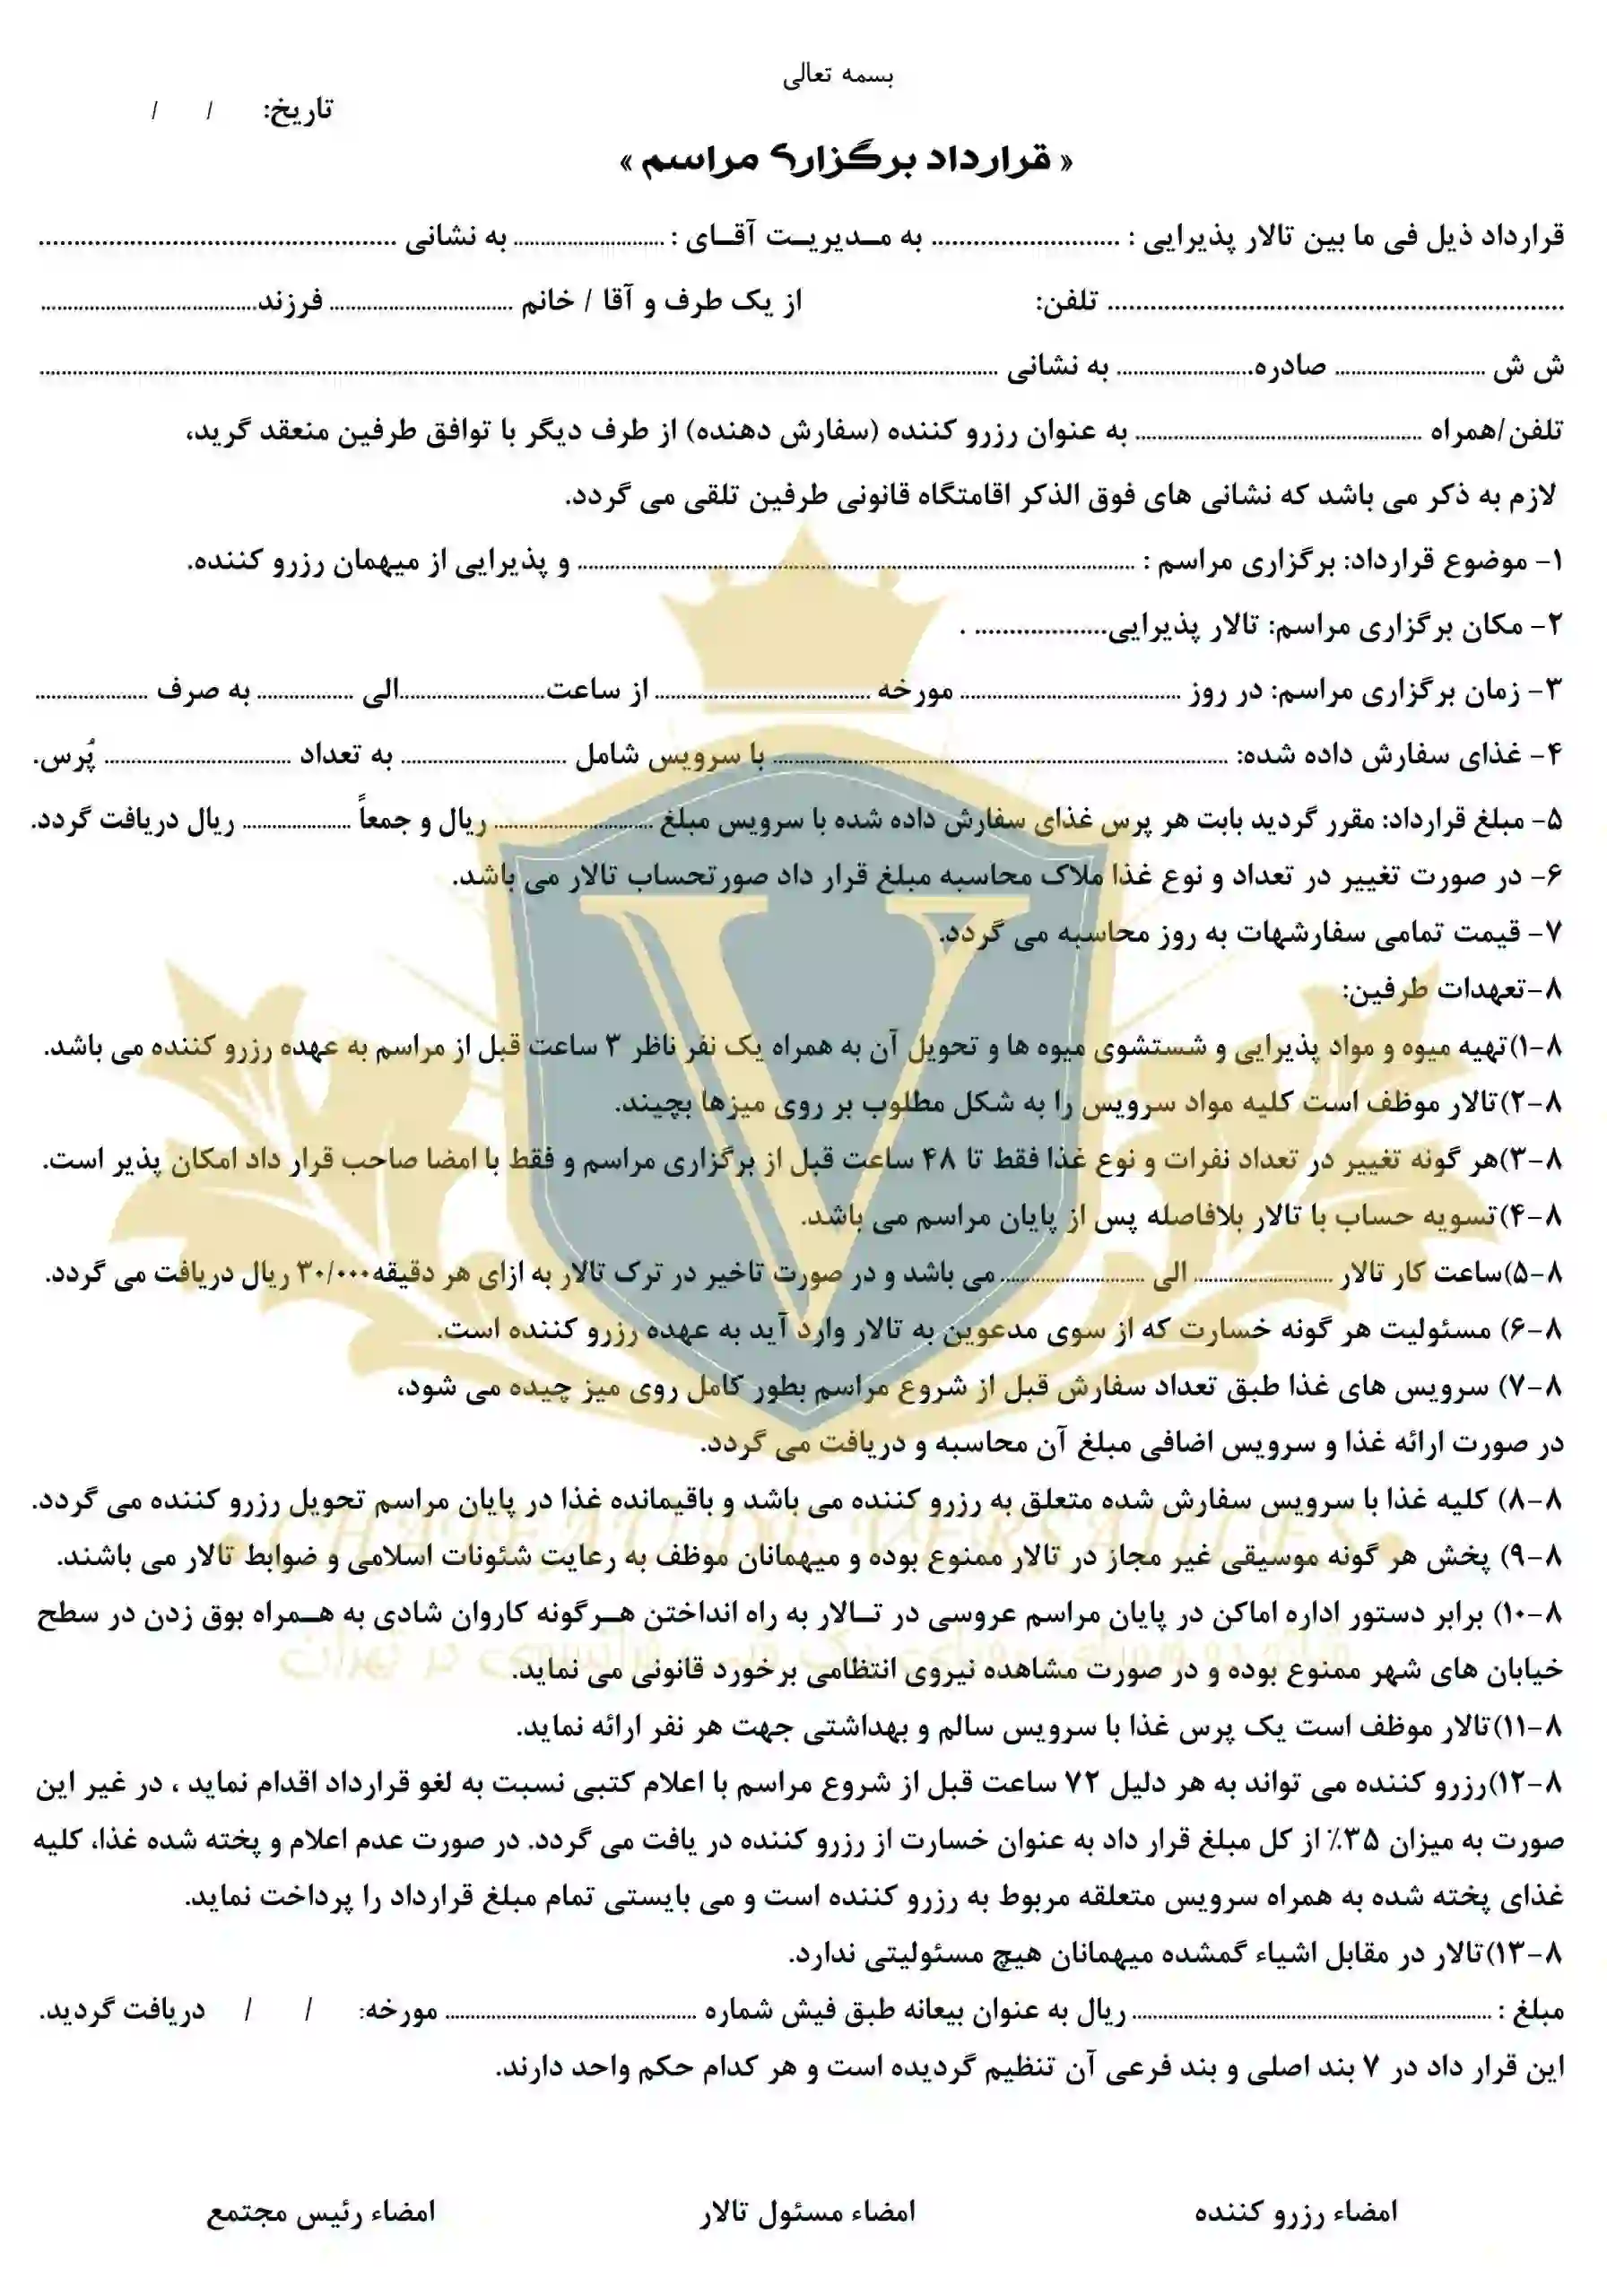 بسمه تعالی
تاریخ: / /
« قرارداد برگزاری مراسم »
قرارداد ذیل فی ما بین تالار پذیرایی : ........................... به مــدیریــت آقــای : ........................... به نشانی ...................................................
................................................................. تلفن: از یک طرف و آقا / خانم .................................. فرزند........................................
ش ش ............................ صادره.......................... به نشانی ................................................................................................................................
تلفن/همراه ..................................................... به عنوان رزرو کننده (سفارش دهنده) از طرف دیگر با توافق طرفین منعقد گرید،
لازم به ذکر می باشد که نشانی های فوق الذکر اقامتگاه قانونی طرفین تلقی می گردد.
۱- موضوع قرارداد: برگزاری مراسم : ........................................................................................................ و پذیرایی از میهمان رزرو کننده.
۲- مکان برگزاری مراسم: تالار پذیرایی................... .
۳- زمان برگزاری مراسم: در روز ......................................... مورخه ........................................ از ساعت...........................الی .................. به صرف .....................
۴- غذای سفارش داده شده: ..................................................................................... با سرویس شامل ............................... به تعداد ................................... پُرس.
۵- مبلغ قرارداد: مقرر گردید بابت هر پرس غذای سفارش داده شده با سرویس مبلغ .............................. ریال و جمعاً .................... ریال دریافت گردد.
۶- در صورت تغییر در تعداد و نوع غذا ملاک محاسبه مبلغ قرار داد صورتحساب تالار می باشد.
۷- قیمت تمامی سفارشهات به روز محاسبه می گردد.
۸-تعهدات طرفین:
۸-۱)تهیه میوه و مواد پذیرایی و شستشوی میوه ها و تحویل آن به همراه یک نفر ناظر ۳ ساعت قبل از مراسم به عهده رزرو کننده می باشد.
۸-۲)تالار موظف است کلیه مواد سرویس را به شکل مطلوب بر روی میزها بچیند.
۸-۳)هر گونه تغییر در تعداد نفرات و نوع غذا فقط تا ۴۸ ساعت قبل از برگزاری مراسم و فقط با امضا صاحب قرار داد امکان پذیر است.
۸-۴)تسویه حساب با تالار بلافاصله پس از پایان مراسم می باشد.
۸-۵)ساعت کار تالار .......................... الی ...........................می باشد و در صورت تاخیر در ترک تالار به ازای هر دقیقه۳۰/۰۰۰ ریال دریافت می گردد.
۸-۶) مسئولیت هر گونه خسارت که از سوی مدعوین به تالار وارد آید به عهده رزرو کننده است.
۸-۷) سرویس های غذا طبق تعداد سفارش قبل از شروع مراسم بطور کامل روی میز چیده می شود،
در صورت ارائه غذا و سرویس اضافی مبلغ آن محاسبه و دریافت می گردد.
۸-۸) کلیه غذا با سرویس سفارش شده متعلق به رزرو کننده می باشد و باقیمانده غذا در پایان مراسم تحویل رزرو کننده می گردد.
۸-۹) پخش هر گونه موسیقی غیر مجاز در تالار ممنوع بوده و میهمانان موظف به رعایت شئونات اسلامی و ضوابط تالار می باشند.
۸-۱۰) برابر دستور اداره اماکن در پایان مراسم عروسی در تــالار به راه انداختن هــرگونه کاروان شادی به هــمراه بوق زدن در سطح
خیابان های شهر ممنوع بوده و در صورت مشاهده نیروی انتظامی برخورد قانونی می نماید.
۸-۱۱)تالار موظف است یک پرس غذا با سرویس سالم و بهداشتی جهت هر نفر ارائه نماید.
۸-۱۲)رزرو کننده می تواند به هر دلیل ۷۲ ساعت قبل از شروع مراسم با اعلام کتبی نسبت به لغو قرارداد اقدام نماید ، در غیر این
صورت به میزان ۳۵٪ از کل مبلغ قرار داد به عنوان خسارت از رزرو کننده در یافت می گردد. در صورت عدم اعلام و پخته شده غذا، کلیه
غذای پخته شده به همراه سرویس متعلقه مربوط به رزرو کننده است و می بایستی تمام مبلغ قرارداد را پرداخت نماید.
۸-۱۳)تالار در مقابل اشیاء گمشده میهمانان هیچ مسئولیتی ندارد.
مبلغ : .................................................................... ریال به عنوان بیعانه طبق فیش شماره ............................................... مورخه: / / دریافت گردید.
این قرار داد در ۷ بند اصلی و بند فرعی آن تنظیم گردیده است و هر کدام حکم واحد دارند.
امضاء رزرو کننده امضاء مسئول تالار امضاء رئیس مجتمع